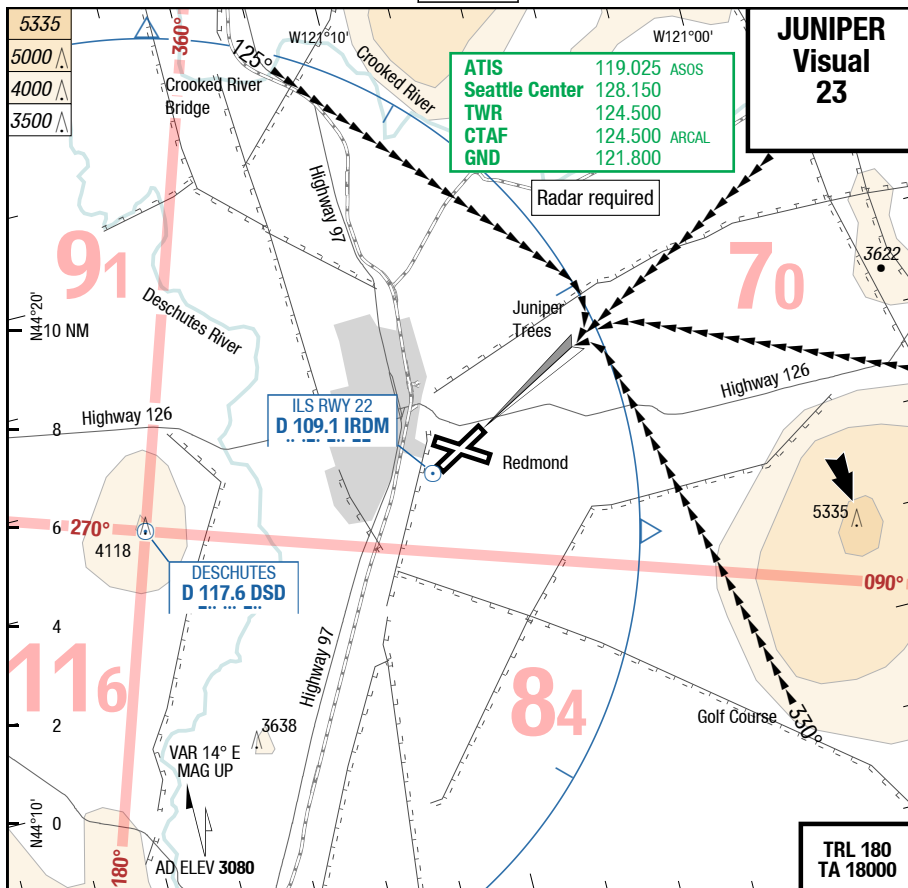 5335
5000
4000
3500
360°
125°
W121°10'
Crooked River
W121°00'
JUNIPER
Visual
23
ATIS 119.025 ASOS
Seattle Center 128.150
TWR 124.500
CTAF 124.500 ARCAL
GND 121.800
Crooked River
Bridge
Highway 97
Radar required
91
70
3622
Deschutes River
N44°20'
10 NM
Juniper
Trees
Highway 126
Highway 126
ILS RWY 22
D 109.1 IRDM
8
Redmond
5335
6
270°
4118
DESCHUTES
D 117.6 DSD
090°
4
116
84
Highway 97
Golf Course
330°
2
3638
VAR 14° E
MAG UP
N44°10'
0
AD ELEV 3080
180°
TRL 180
TA 18000